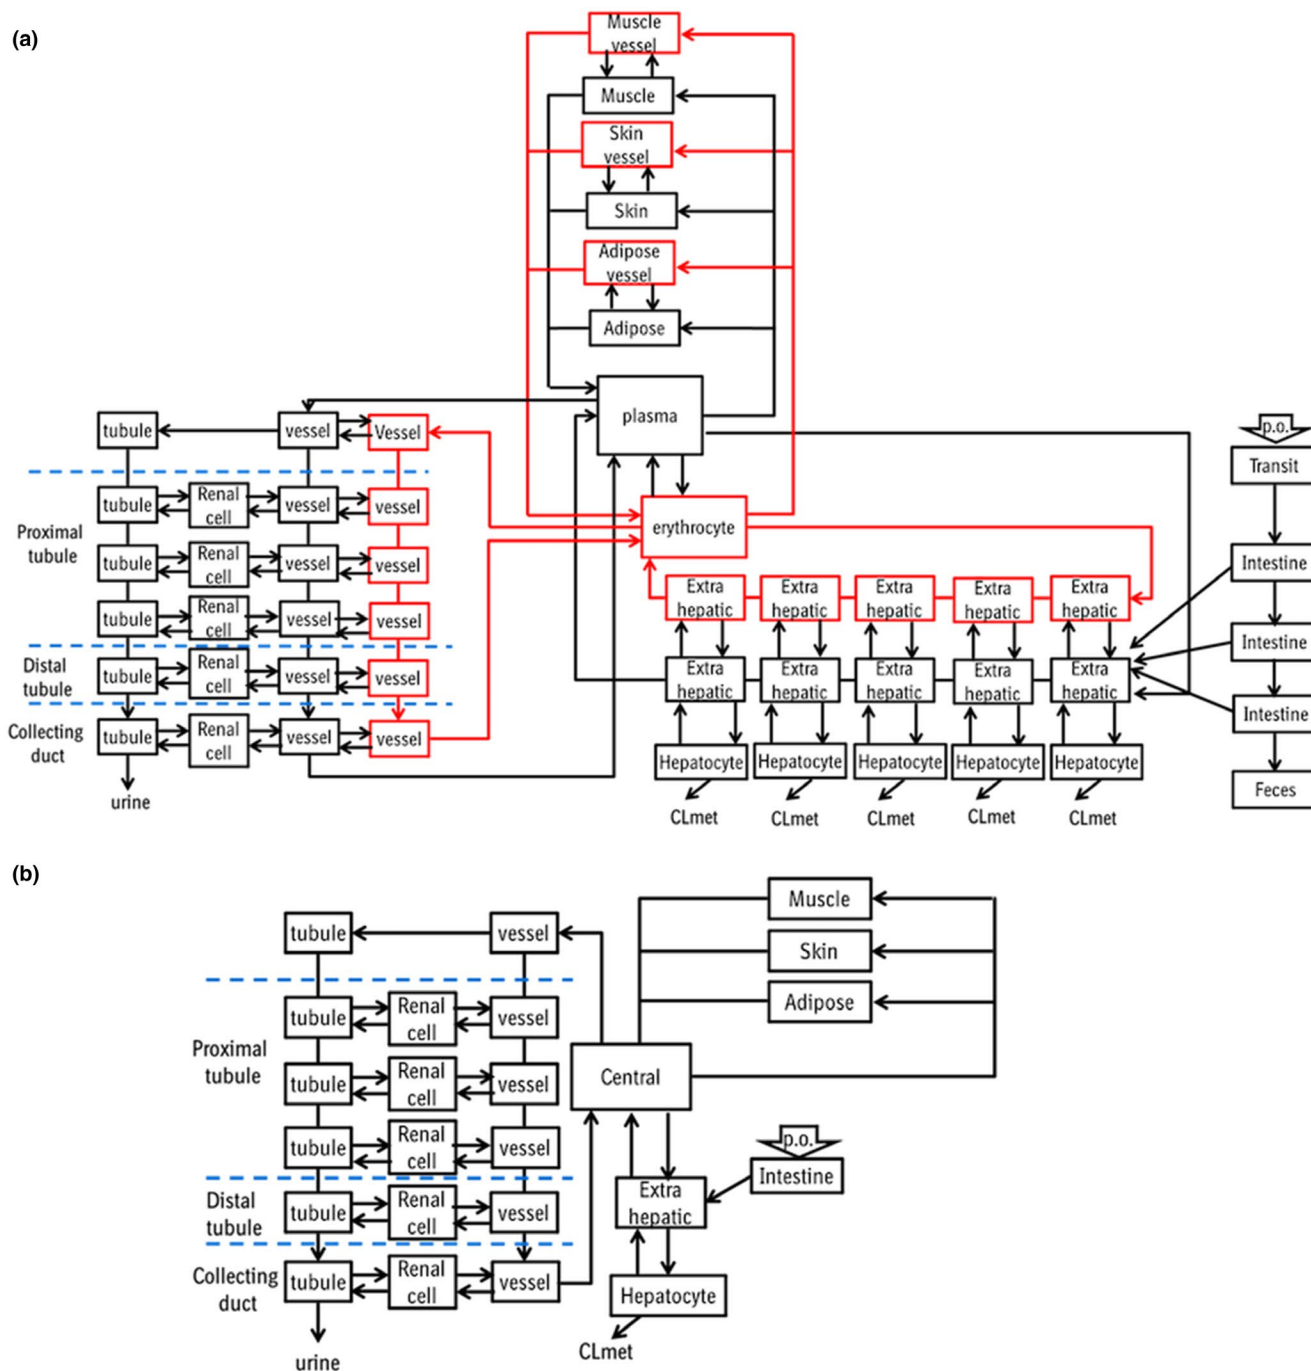 (a)
Muscle
vessel
Muscle
Skin
vessel
Skin
Adipose
vessel
Adipose
plasma
erythrocyte
tubule
vessel
Vessel
Proximal
tubule
tubule
Renal
cell
vessel
vessel
tubule
Renal
cell
vessel
vessel
tubule
Renal
cell
vessel
vessel
Distal
tubule
tubule
Renal
cell
vessel
vessel
Collecting
duct
tubule
Renal
cell
vessel
vessel
urine
Extra
hepatic
Extra
hepatic
Extra
hepatic
Extra
hepatic
Extra
hepatic
Extra
hepatic
Extra
hepatic
Extra
hepatic
Extra
hepatic
Extra
hepatic
Hepatocyte
Hepatocyte
Hepatocyte
Hepatocyte
Hepatocyte
CLmet
CLmet
CLmet
CLmet
CLmet
p.o.
Transit
Intestine
Intestine
Intestine
Feces
(b)
Muscle
Skin
Adipose
tubule
vessel
Proximal
tubule
tubule
Renal
cell
vessel
tubule
Renal
cell
vessel
tubule
Renal
cell
vessel
Distal
tubule
tubule
Renal
cell
vessel
Collecting
duct
tubule
Renal
cell
vessel
urine
Central
p.o.
Intestine
Extra
hepatic
Hepatocyte
CLmet